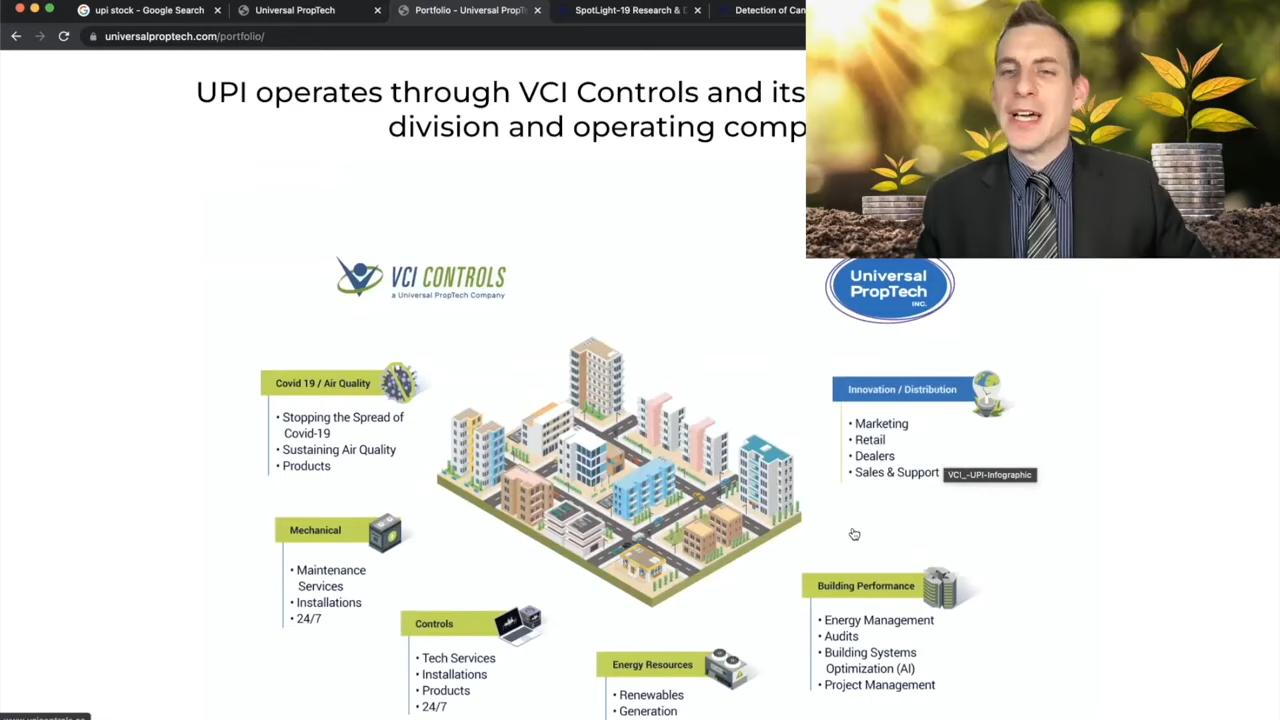 upi stock - Google Search
Universal PropTech
Portfolio - Universal PropT
SpotLight-19 Research & D
Detection of Can
universalproptech.com/portfolio/
UPI operates through VCI Controls and its
division and operating comp
VCI CONTROLS
a Universal PropTech Company
Universal
PropTech
INC.
Covid 19 / Air Quality
• Stopping the Spread of
Covid-19
• Sustaining Air Quality
• Products
Innovation / Distribution
• Marketing
• Retail
• Dealers
• Sales & Support
VCI_-UPI-Infographic
Mechanical
• Maintenance
Services
• Installations
• 24/7
Controls
• Tech Services
• Installations
• Products
• 24/7
Energy Resources
• Renewables
• Generation
Building Performance
• Energy Management
• Audits
• Building Systems
Optimization (AI)
• Project Management